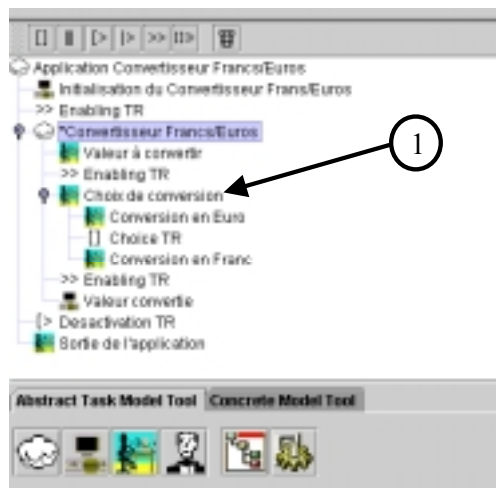 [] ||| [> |> >> []>>
Application Convertisseur Francs/Euros
Initialisation du Convertisseur Frans/Euros
>> Enabling TR
*Convertisseur Francs/Euros
Valeur à convertir
>> Enabling TR
Choix de conversion
Conversion en Euro
[] Choice TR
Conversion en Franc
>> Enabling TR
Valeur convertie
[> Desactivation TR
Sortie de l'application
1
Abstract Task Model Tool Concrete Model Tool